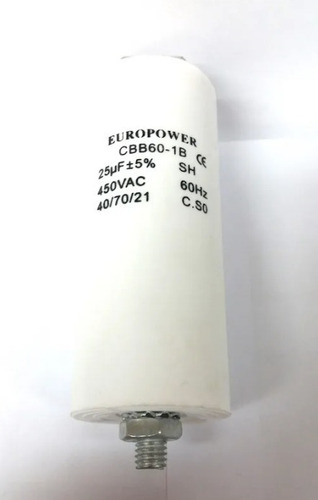 EUROPOWER
CBB60-1B CE
25µF±5% SH
450VAC 60Hz
40/70/21 C.S0